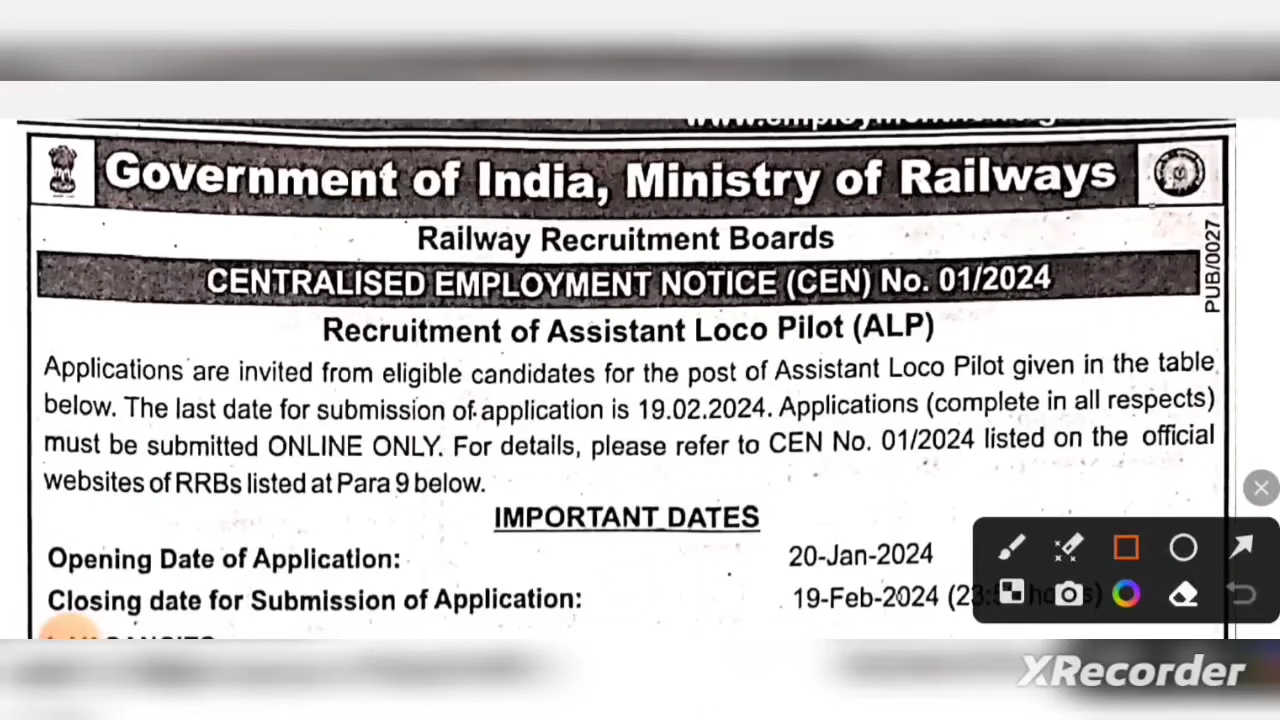 Government of India, Ministry of Railways
Railway Recruitment Boards
CENTRALISED EMPLOYMENT NOTICE (CEN) No. 01/2024
PUB/0027
Recruitment of Assistant Loco Pilot (ALP)
Applications are invited from eligible candidates for the post of Assistant Loco Pilot given in the table
below. The last date for submission of application is 19.02.2024. Applications (complete in all respects)
must be submitted ONLINE ONLY. For details, please refer to CEN No. 01/2024 listed on the official
websites of RRBs listed at Para 9 below.
IMPORTANT DATES
Opening Date of Application: 20-Jan-2024
Closing date for Submission of Application: 19-Feb-2024
XRecorder